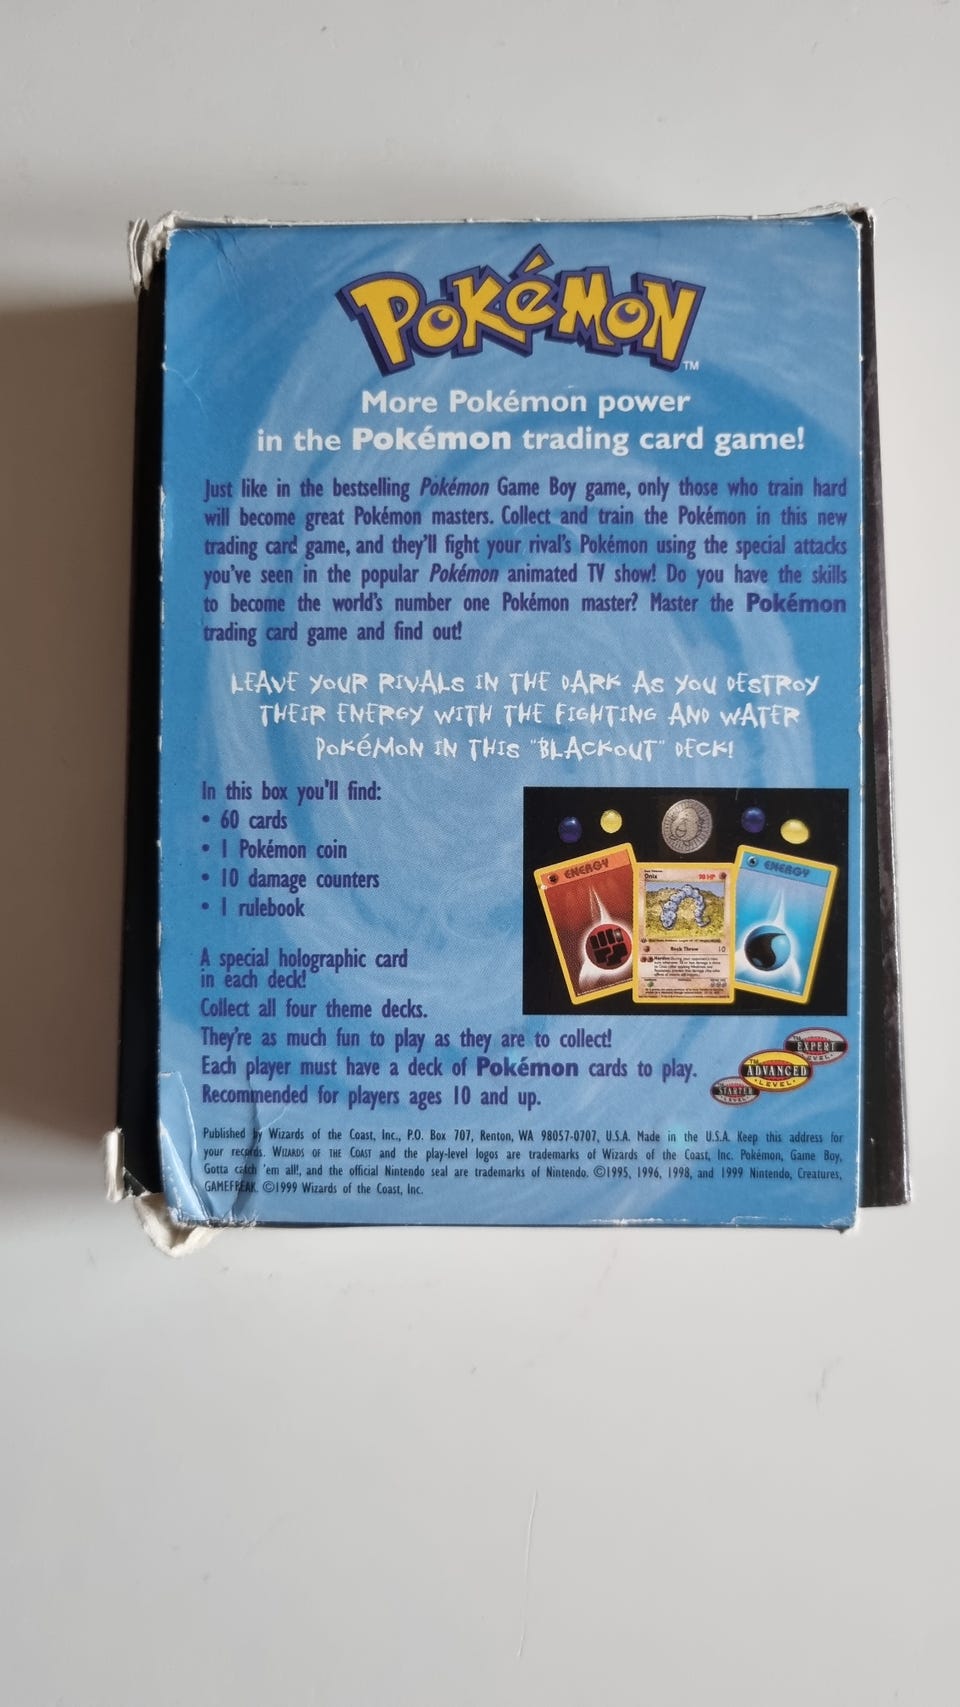 POKéMON
™
More Pokémon power
in the Pokémon trading card game!
Just like in the bestselling Pokémon Game Boy game, only those who train hard
will become great Pokémon masters. Collect and train the Pokémon in this new
trading card game, and they'll fight your rival's Pokémon using the special attacks
you've seen in the popular Pokémon animated TV show! Do you have the skills
to become the world's number one Pokémon master? Master the Pokémon
trading card game and find out!
LEAVE YOUR RIVALS IN THE DARK AS YOU DESTROY
THEIR ENERGY WITH THE FIGHTING AND WATER
POKéMON IN THIS "BLACKOUT" DECK!
In this box you'll find:
• 60 cards
• 1 Pokémon coin
• 10 damage counters
• 1 rulebook
ENERGY
Onix
90 HP
Rock Throw 10
Harden
ENERGY
A special holographic card
in each deck!
Collect all four theme decks.
They're as much fun to play as they are to collect!
Each player must have a deck of Pokémon cards to play.
Recommended for players ages 10 and up.
EXPERT
LEVEL
™
ADVANCED
• LEVEL •
STARTER
LEVEL
Published by Wizards of the Coast, Inc., P.O. Box 707, Renton, WA 98057-0707, U.S.A. Made in the U.S.A. Keep this address for
your records. WIZARDS OF THE COAST and the play-level logos are trademarks of Wizards of the Coast, Inc. Pokémon, Game Boy,
Gotta catch 'em all!, and the official Nintendo seal are trademarks of Nintendo. ©1995, 1996, 1998, and 1999 Nintendo, Creatures,
GAMEFREAK. ©1999 Wizards of the Coast, Inc.